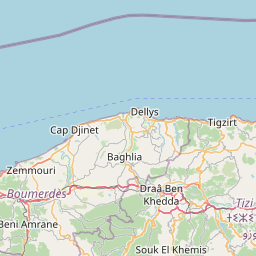 Dellys
Tigzirt
Cap Djinet
Baghlia
Zemmouri
Boumerdès
Draâ Ben
Khedda
Tizi
Beni Amrane
Souk El Khemis